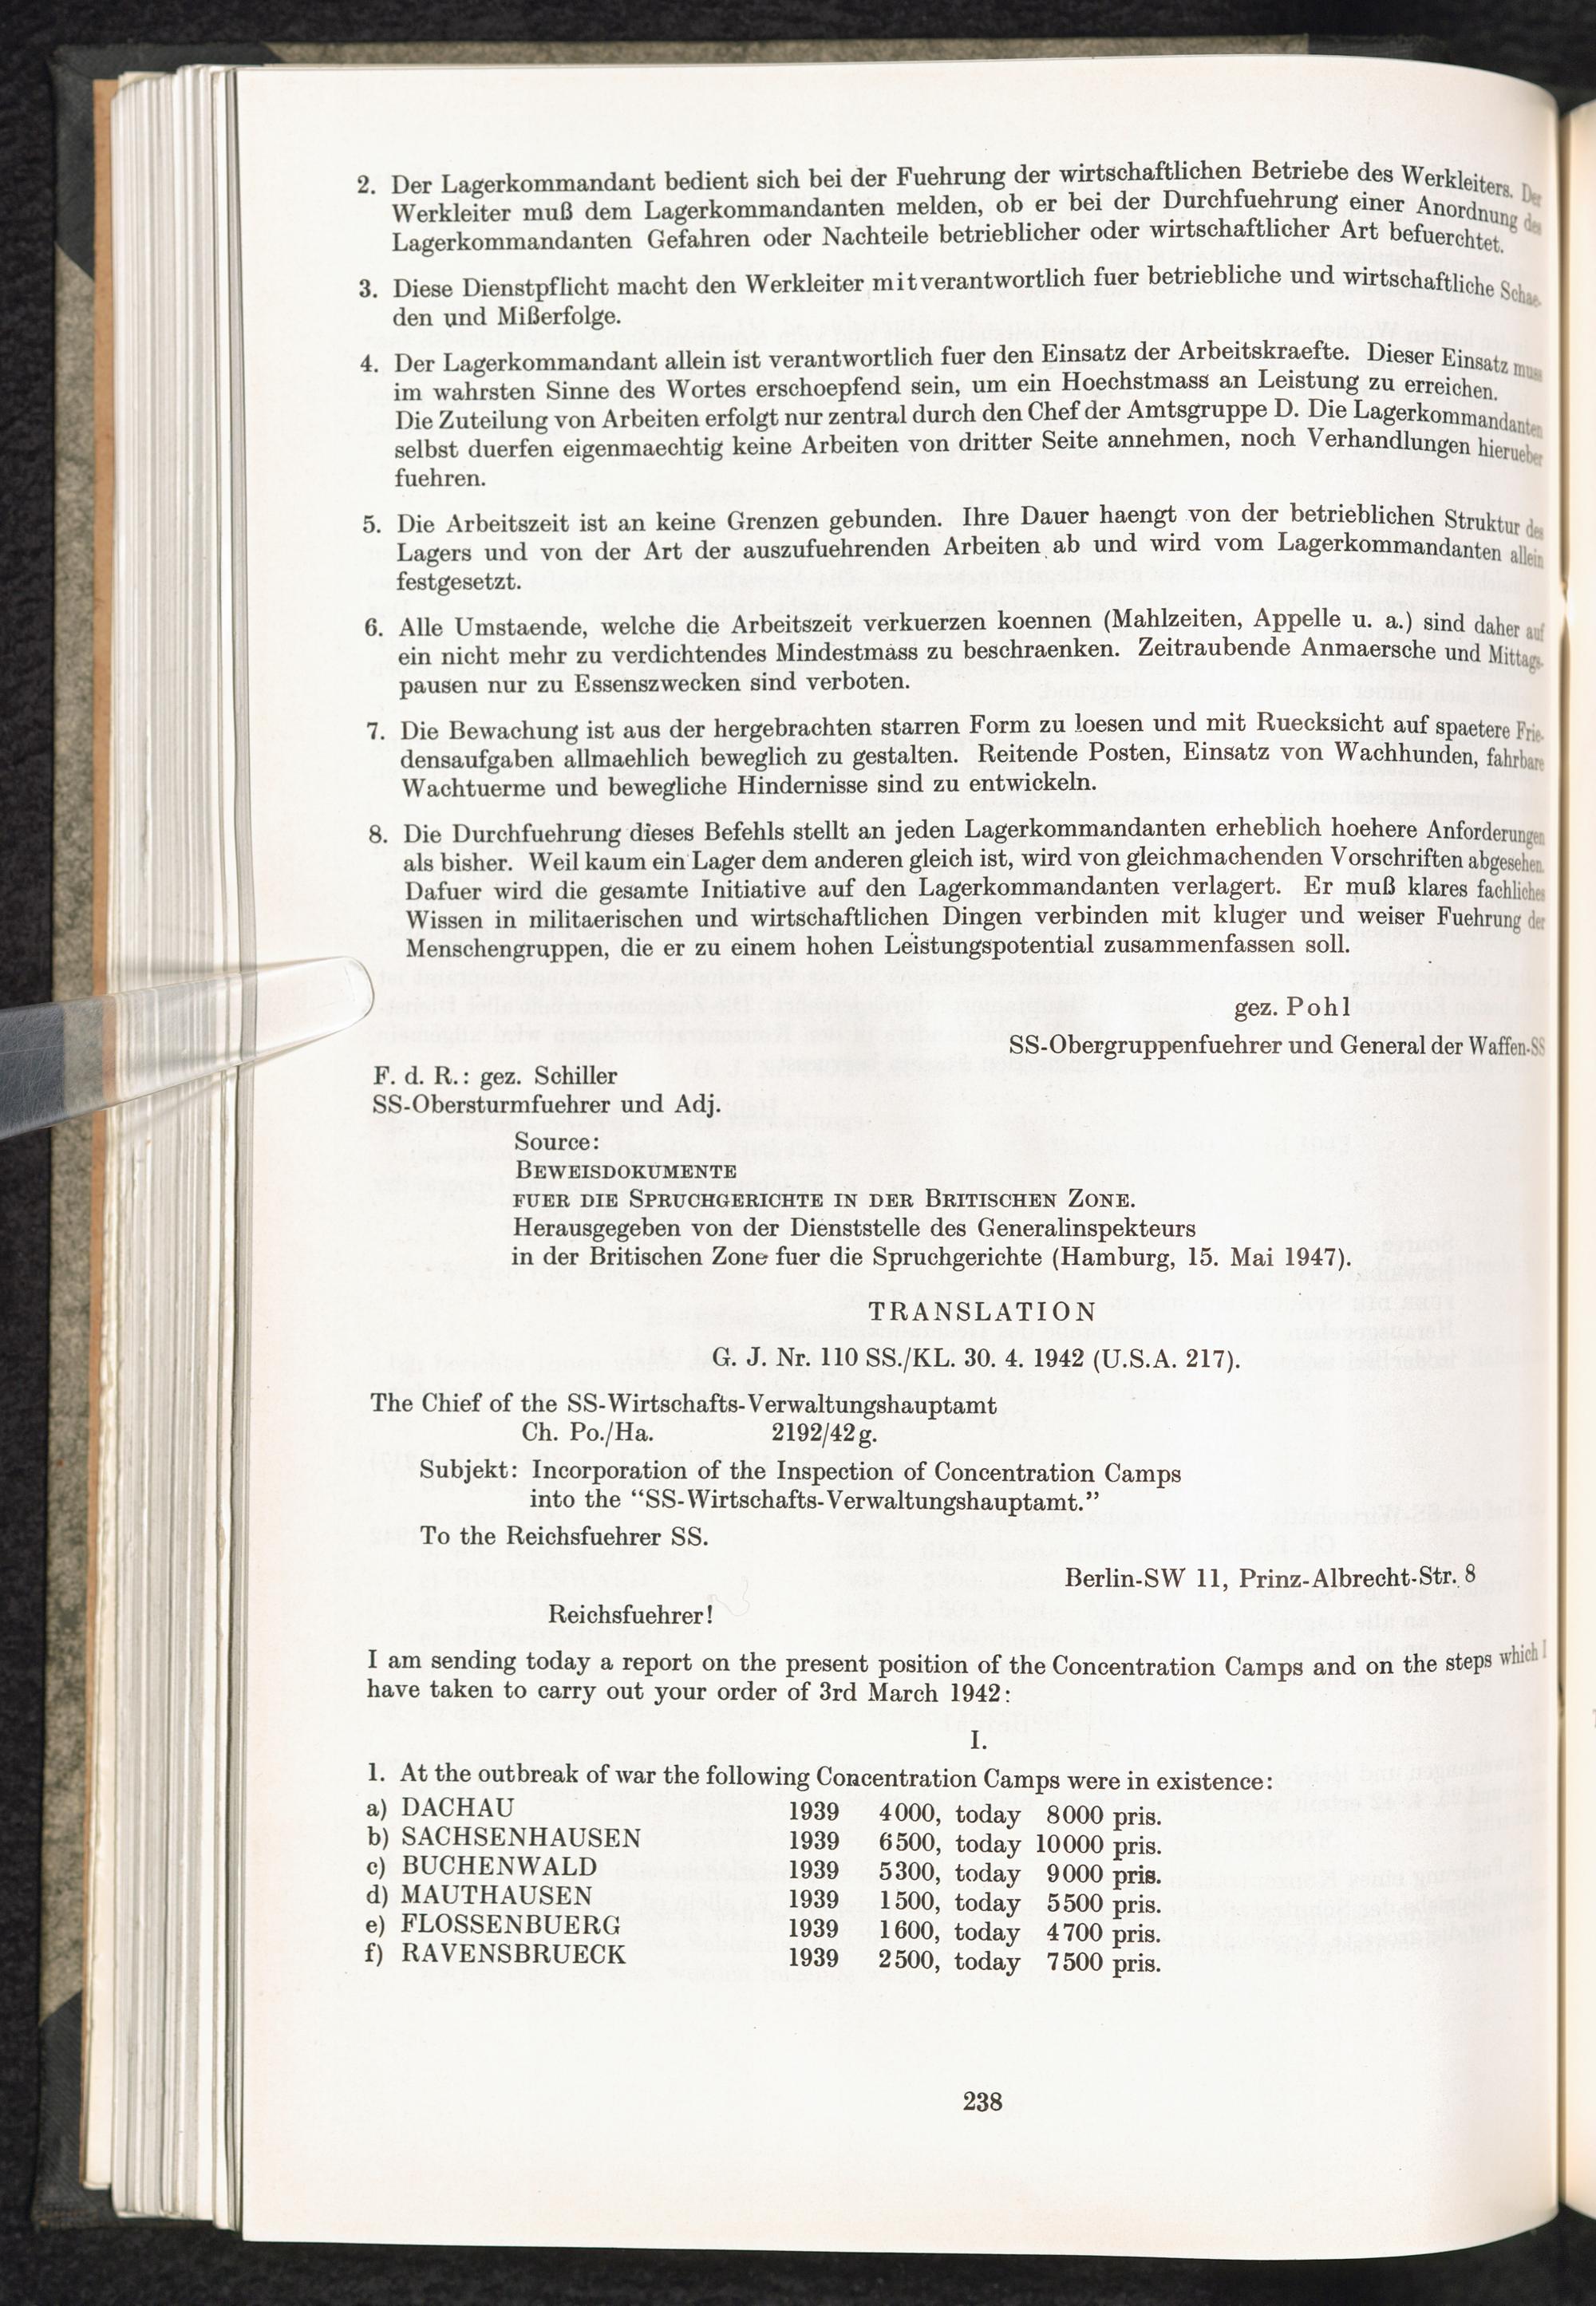 2. Der Lagerkommandant bedient sich bei der Fuehrung der wirtschaftlichen Betriebe des Werkleiters. Der
Werkleiter muß dem Lagerkommandanten melden, ob er bei der Durchfuehrung einer Anordnung des
Lagerkommandanten Gefahren oder Nachteile betrieblicher oder wirtschaftlicher Art befuerchtet.
3. Diese Dienstpflicht macht den Werkleiter mitverantwortlich fuer betriebliche und wirtschaftliche Schae-
den und Mißerfolge.
4. Der Lagerkommandant allein ist verantwortlich fuer den Einsatz der Arbeitskraefte. Dieser Einsatz muss
im wahrsten Sinne des Wortes erschoepfend sein, um ein Hoechstmass an Leistung zu erreichen.
Die Zuteilung von Arbeiten erfolgt nur zentral durch den Chef der Amtsgruppe D. Die Lagerkommandanten
selbst duerfen eigenmaechtig keine Arbeiten von dritter Seite annehmen, noch Verhandlungen hierueber
fuehren.
5. Die Arbeitszeit ist an keine Grenzen gebunden. Ihre Dauer haengt von der betrieblichen Struktur des
Lagers und von der Art der auszufuehrenden Arbeiten ab und wird vom Lagerkommandanten allein
festgesetzt.
6. Alle Umstaende, welche die Arbeitszeit verkuerzen koennen (Mahlzeiten, Appelle u. a.) sind daher auf
ein nicht mehr zu verdichtendes Mindestmass zu beschraenken. Zeitraubende Anmaersche und Mittags-
pausen nur zu Essenszwecken sind verboten.
7. Die Bewachung ist aus der hergebrachten starren Form zu loesen und mit Ruecksicht auf spaetere Frie-
densaufgaben allmaehlich beweglich zu gestalten. Reitende Posten, Einsatz von Wachhunden, fahrbare
Wachtuerme und bewegliche Hindernisse sind zu entwickeln.
8. Die Durchfuehrung dieses Befehls stellt an jeden Lagerkommandanten erheblich hoehere Anforderungen
als bisher. Weil kaum ein Lager dem anderen gleich ist, wird von gleichmachenden Vorschriften abgesehen.
Dafuer wird die gesamte Initiative auf den Lagerkommandanten verlagert. Er muß klares fachliches
Wissen in militaerischen und wirtschaftlichen Dingen verbinden mit kluger und weiser Fuehrung der
Menschengruppen, die er zu einem hohen Leistungspotential zusammenfassen soll.
gez. Pohl
SS-Obergruppenfuehrer und General der Waffen-SS
F. d. R.: gez. Schiller
SS-Obersturmfuehrer und Adj.
Source:
BEWEISDOKUMENTE
FUER DIE SPRUCHGERICHTE IN DER BRITISCHEN ZONE.
Herausgegeben von der Dienststelle des Generalinspekteurs
in der Britischen Zone fuer die Spruchgerichte (Hamburg, 15. Mai 1947).
TRANSLATION
G. J. Nr. 110 SS./KL. 30. 4. 1942 (U.S.A. 217).
The Chief of the SS-Wirtschafts-Verwaltungshauptamt
Ch. Po./Ha. 2192/42 g.
Subjekt: Incorporation of the Inspection of Concentration Camps
into the “SS-Wirtschafts-Verwaltungshauptamt.”
To the Reichsfuehrer SS.
Berlin-SW 11, Prinz-Albrecht-Str. 8
Reichsfuehrer!
I am sending today a report on the present position of the Concentration Camps and on the steps which I
have taken to carry out your order of 3rd March 1942:
I.
1. At the outbreak of war the following Concentration Camps were in existence:
a) DACHAU 1939 4000, today 8000 pris.
b) SACHSENHAUSEN 1939 6500, today 10000 pris.
c) BUCHENWALD 1939 5300, today 9000 pris.
d) MAUTHAUSEN 1939 1500, today 5500 pris.
e) FLOSSENBUERG 1939 1600, today 4700 pris.
f) RAVENSBRUECK 1939 2500, today 7500 pris.
238